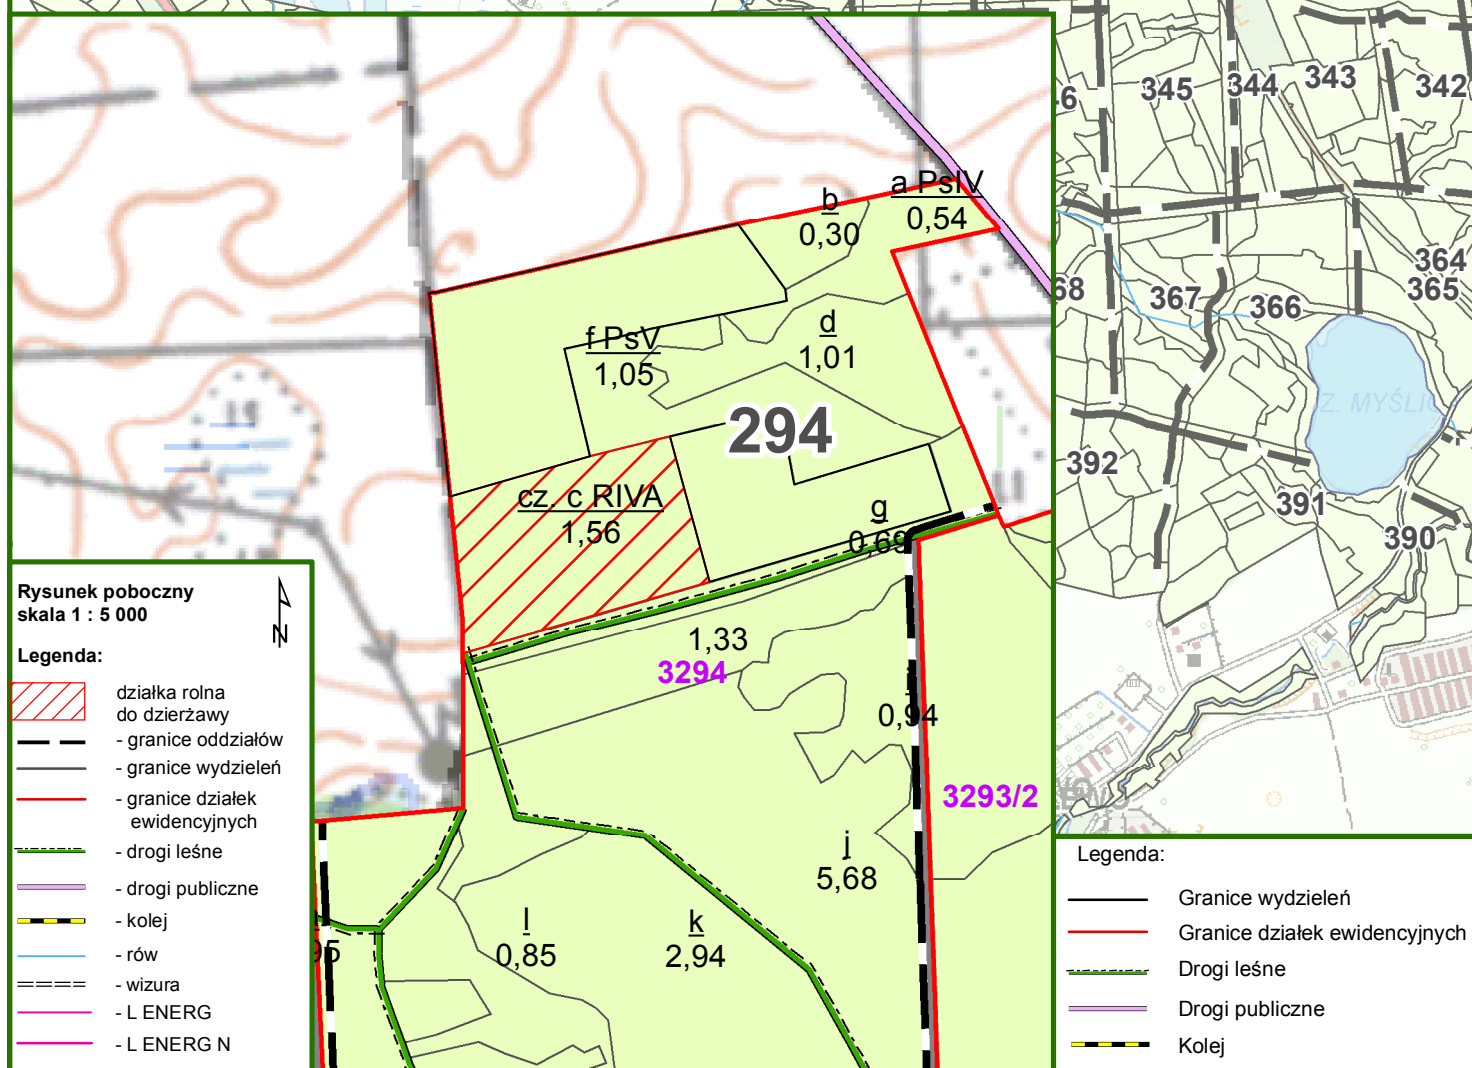 a PsIV
0,54
b
0,30
d
1,01
f PsV
1,05
294
cz. c RIVA
1,56
g
0,69
1,33
3294
0,94
3293/2
j
5,68
l
0,85
k
2,94
95
Rysunek poboczny
skala 1 : 5 000
N
Legenda:
działka rolna
do dzierżawy
- granice oddziałów
- granice wydzieleń
- granice działek
ewidencyjnych
- drogi leśne
- drogi publiczne
- kolej
- rów
- wizura
- L ENERG
- L ENERG N
345
344
343
342
364
365
68
367
366
392
391
390
Z. MYŚLI
Legenda:
Granice wydzieleń
Granice działek ewidencyjnych
Drogi leśne
Drogi publiczne
Kolej